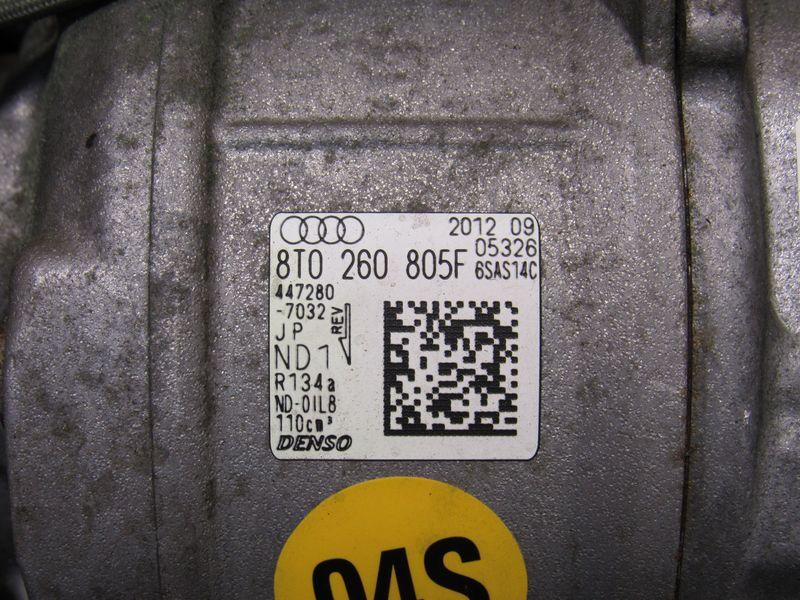 2012 09
05326
8T0 260 805F 6SAS14C
447280
-7032
REV
JP
ND1
R134a
ND-OIL8
110cm³
DENSO
04S